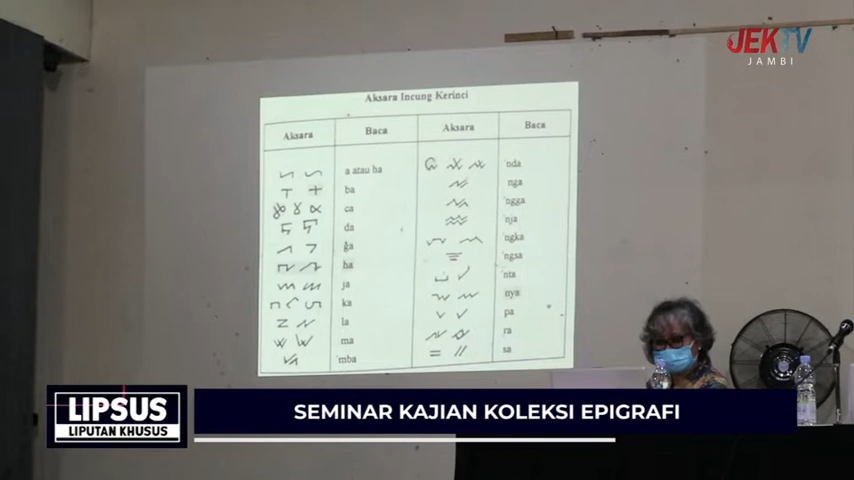 JEKTV
JAMBI
Aksara Incung Kerinci
Aksara Baca Aksara Baca
a atau ha 'nda
ba nga
ca 'ngga
da 'nja
ga 'ngka
ha 'ngsa
ja 'nta
ka nya
la pa
ma ra
'mba sa
LIPSUS
LIPUTAN KHUSUS
SEMINAR KAJIAN KOLEKSI EPIGRAFI